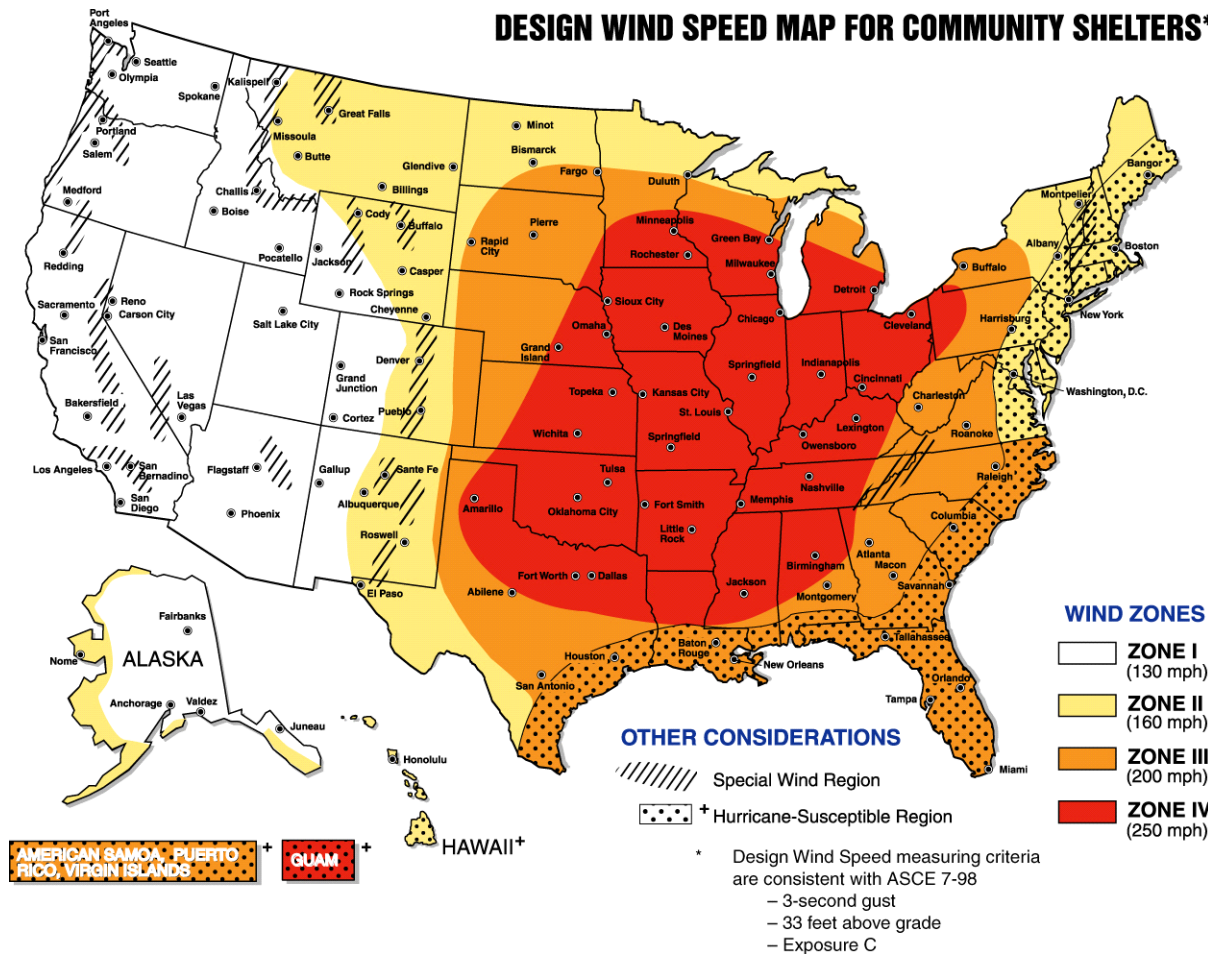 DESIGN WIND SPEED MAP FOR COMMUNITY SHELTERS*
Port
Angeles
Seattle
Olympia
Spokane
Kalispell
Great Falls
Missoula
Butte
Glendive
Billings
Minot
Bismarck
Fargo
Duluth
Portland
Salem
Medford
Challis
Boise
Pocatello
Cody
Buffalo
Jackson
Casper
Rock Springs
Cheyenne
Rapid
City
Pierre
Minneapolis
Rochester
Green Bay
Milwaukee
Bangor
Montpelier
Albany
Boston
Buffalo
Detroit
Redding
Sacramento
Reno
Carson City
San
Francisco
Salt Lake City
Sioux City
Omaha
Des
Moines
Grand
Island
Chicago
Cleveland
Harrisburg
New York
Denver
Grand
Junction
Pueblo
Cortez
Topeka
Kansas City
Springfield
Indianapolis
Cincinnati
Charleston
Washington, D.C.
Bakersfield
Las
Vegas
St. Louis
Lexington
Owensboro
Roanoke
Wichita
Springfield
Los Angeles
San
Bernadino
San
Diego
Flagstaff
Phoenix
Gallup
Sante Fe
Albuquerque
Roswell
El Paso
Amarillo
Tulsa
Oklahoma City
Fort Smith
Little
Rock
Memphis
Nashville
Raleigh
Columbia
Atlanta
Macon
Savannah
Birmingham
Montgomery
Jackson
Fort Worth
Dallas
Abilene
Houston
San Antonio
Baton
Rouge
New Orleans
Tallahassee
Orlando
Tampa
Miami
Fairbanks
Nome
ALASKA
Anchorage
Valdez
Juneau
Honolulu
HAWAII+
AMERICAN SAMOA, PUERTO
RICO, VIRGIN ISLANDS
+
GUAM
+
OTHER CONSIDERATIONS
Special Wind Region
+ Hurricane-Susceptible Region
* Design Wind Speed measuring criteria
are consistent with ASCE 7-98
– 3-second gust
– 33 feet above grade
– Exposure C
WIND ZONES
ZONE I
(130 mph)
ZONE II
(160 mph)
ZONE III
(200 mph)
ZONE IV
(250 mph)